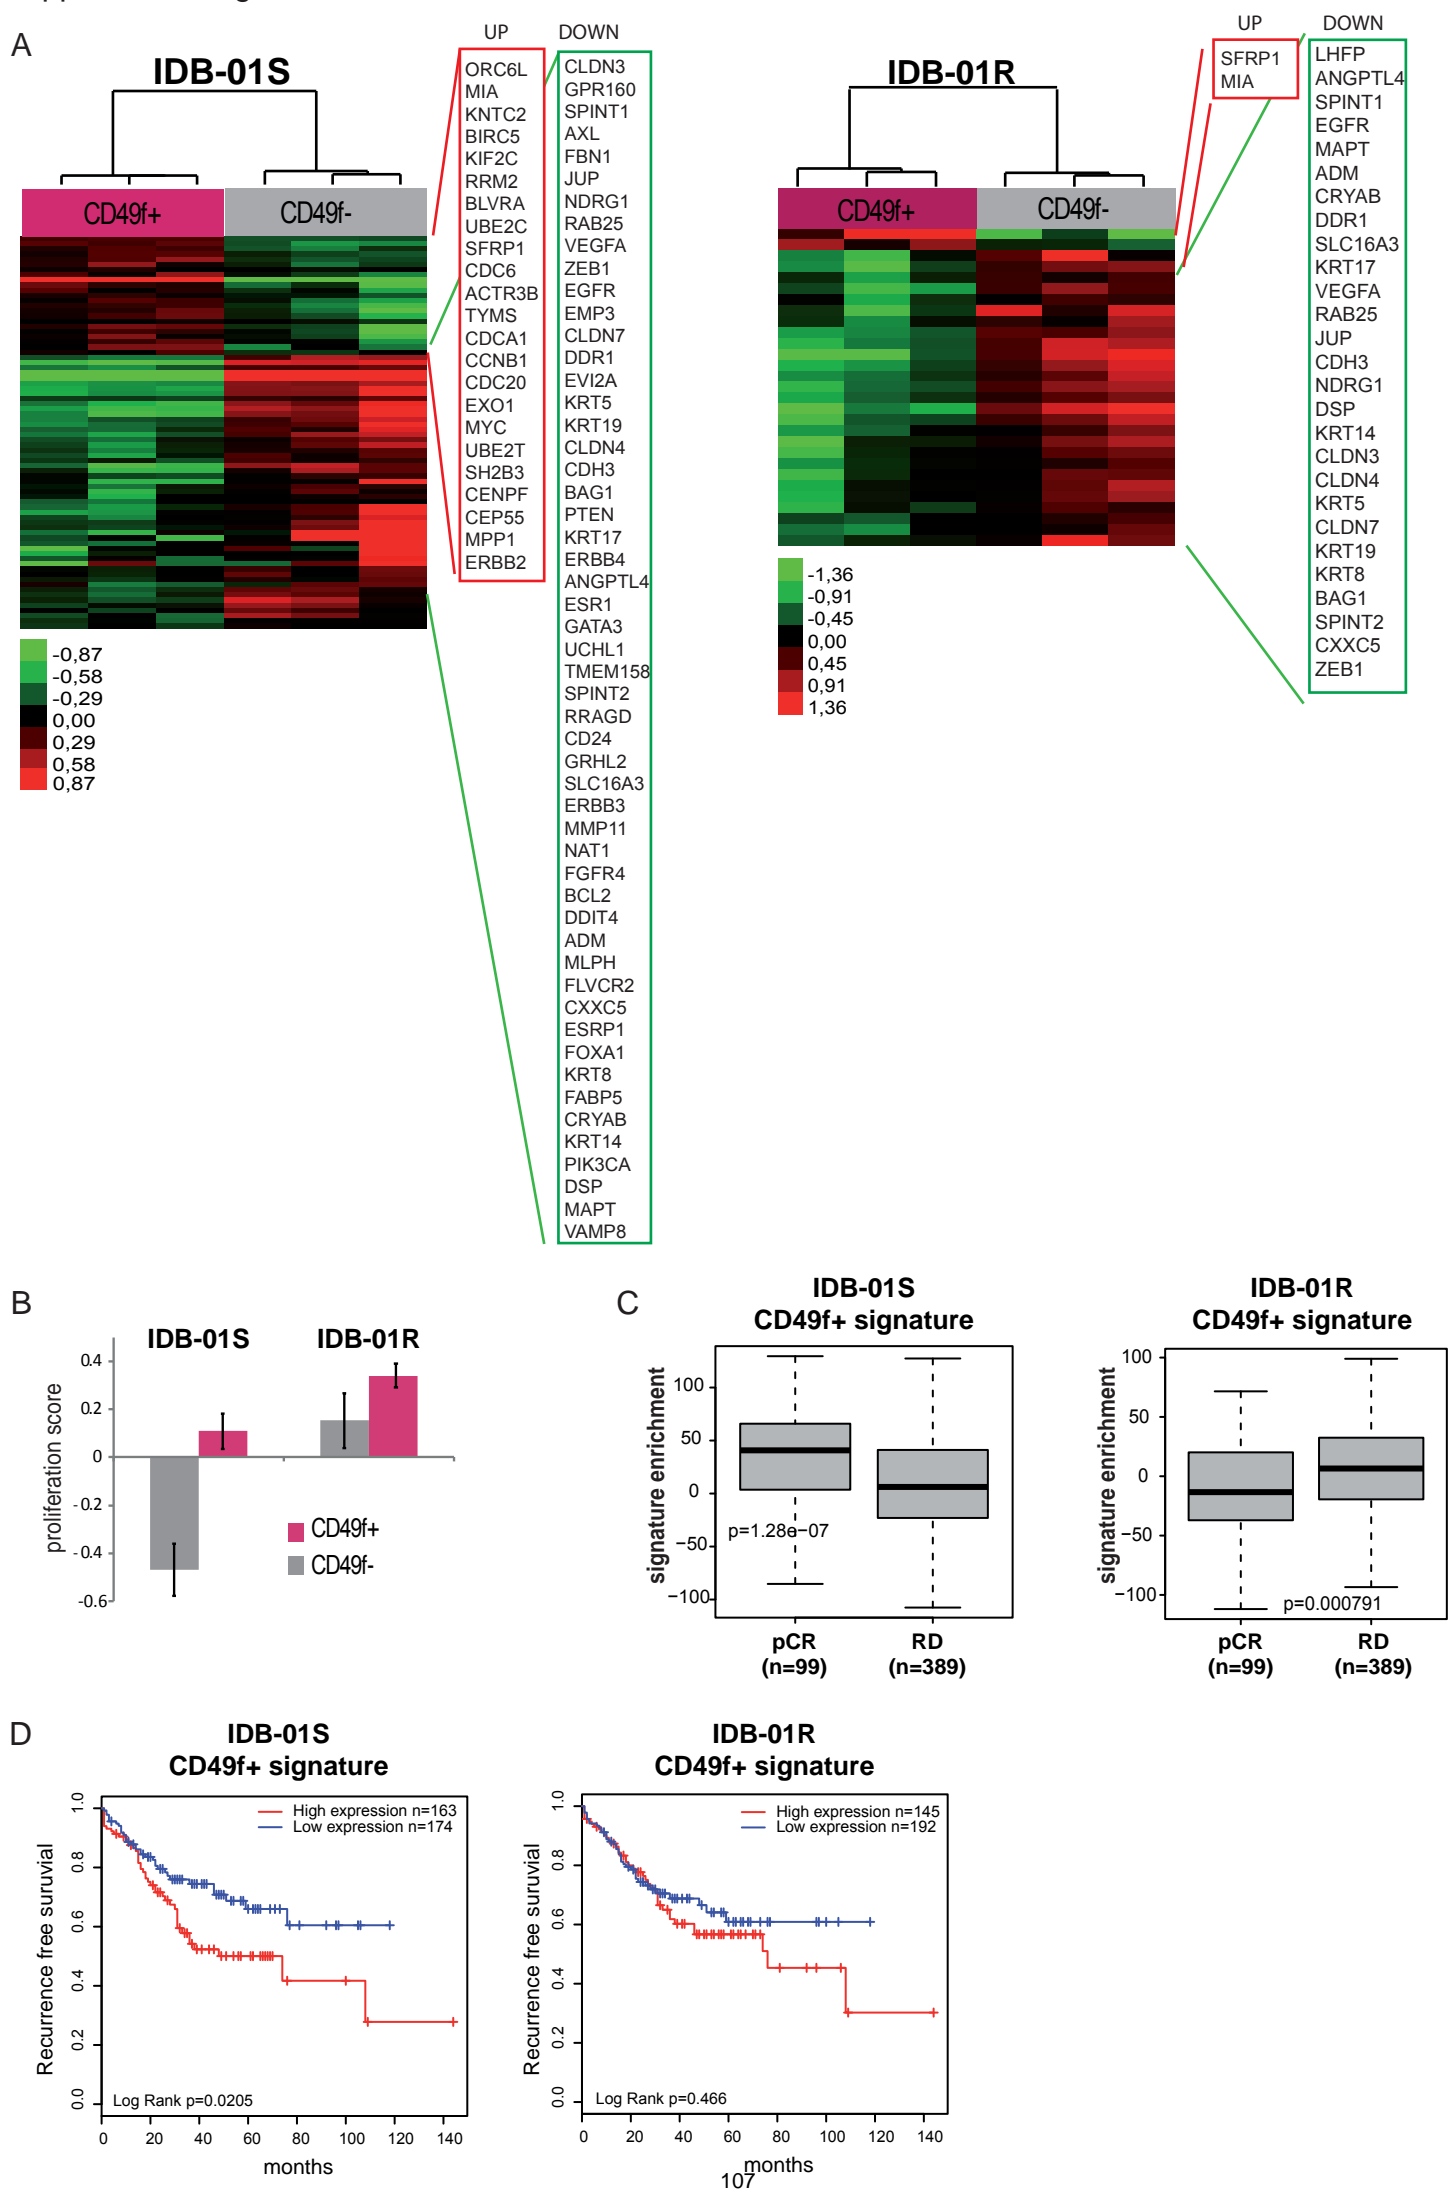 A
IDB-01S
CD49f+
CD49f-
UP
ORC6L
MIA
KNTC2
BIRC5
KIF2C
RRM2
BLVRA
UBE2C
SFRP1
CDC6
ACTR3B
TYMS
CDCA1
CCNB1
CDC20
EXO1
MYC
UBE2T
SH2B3
CENPF
CEP55
MPP1
ERBB2
DOWN
CLDN3
GPR160
SPINT1
AXL
FBN1
JUP
NDRG1
RAB25
VEGFA
ZEB1
EGFR
EMP3
CLDN7
DDR1
EVI2A
KRT5
KRT19
CLDN4
CDH3
BAG1
PTEN
KRT17
ERBB4
ANGPTL4
ESR1
GATA3
UCHL1
TMEM158
SPINT2
RRAGD
CD24
GRHL2
SLC16A3
ERBB3
MMP11
NAT1
FGFR4
BCL2
DDIT4
ADM
MLPH
FLVCR2
CXXC5
ESRP1
FOXA1
KRT8
FABP5
CRYAB
KRT14
PIK3CA
DSP
MAPT
VAMP8
-0,87
-0,58
-0,29
0,00
0,29
0,58
0,87
IDB-01R
CD49f+
CD49f-
UP
SFRP1
MIA
DOWN
LHFP
ANGPTL4
SPINT1
EGFR
MAPT
ADM
CRYAB
DDR1
SLC16A3
KRT17
VEGFA
RAB25
JUP
CDH3
NDRG1
DSP
KRT14
CLDN3
CLDN4
KRT5
CLDN7
KRT19
KRT8
BAG1
SPINT2
CXXC5
ZEB1
-1,36
-0,91
-0,45
0,00
0,45
0,91
1,36
B
IDB-01S
IDB-01R
proliferation score
0.4
0.2
0
-0.2
-0.4
-0.6
CD49f+
CD49f-
C
IDB-01S
CD49f+ signature
signature enrichment
100
50
0
−50
−100
p=1.28e−07
pCR
(n=99)
RD
(n=389)
IDB-01R
CD49f+ signature
signature enrichment
100
50
0
−50
−100
p=0.000791
pCR
(n=99)
RD
(n=389)
D
IDB-01S
CD49f+ signature
High expression n=163
Low expression n=174
Recurrence free suruvial
1.0
0.8
0.6
0.4
0.2
0.0
Log Rank p=0.0205
0 20 40 60 80 100 120 140
months
IDB-01R
CD49f+ signature
High expression n=145
Low expression n=192
Recurrence free survival
1.0
0.8
0.6
0.4
0.2
0.0
Log Rank p=0.466
0 20 40 60 80 100 120 140
months
107